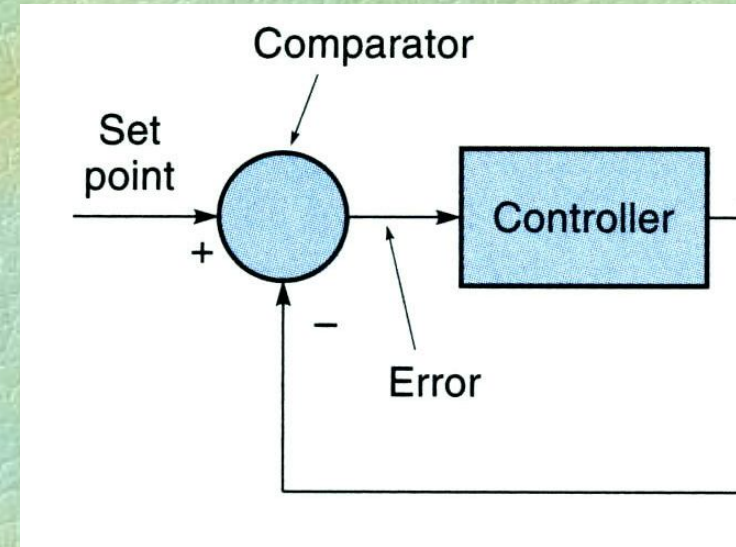 Comparator
Set
point
+
Controller
–
Error